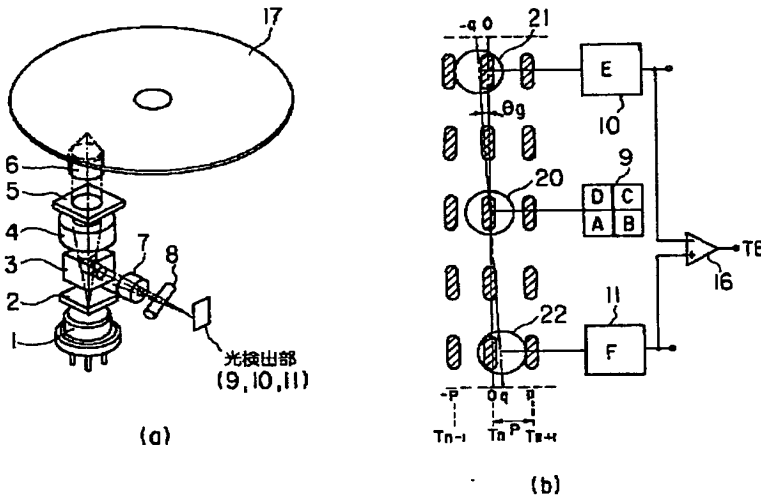 17
6
5
4
3
2
1
7
8
光検出部
(9,10,11)
(a)
-q 0
21
E
10
θg
20
9
D C
A B
TE
16
22
11
F
-P 0 q P
Tn-1 Tn P Tn+1
(b)